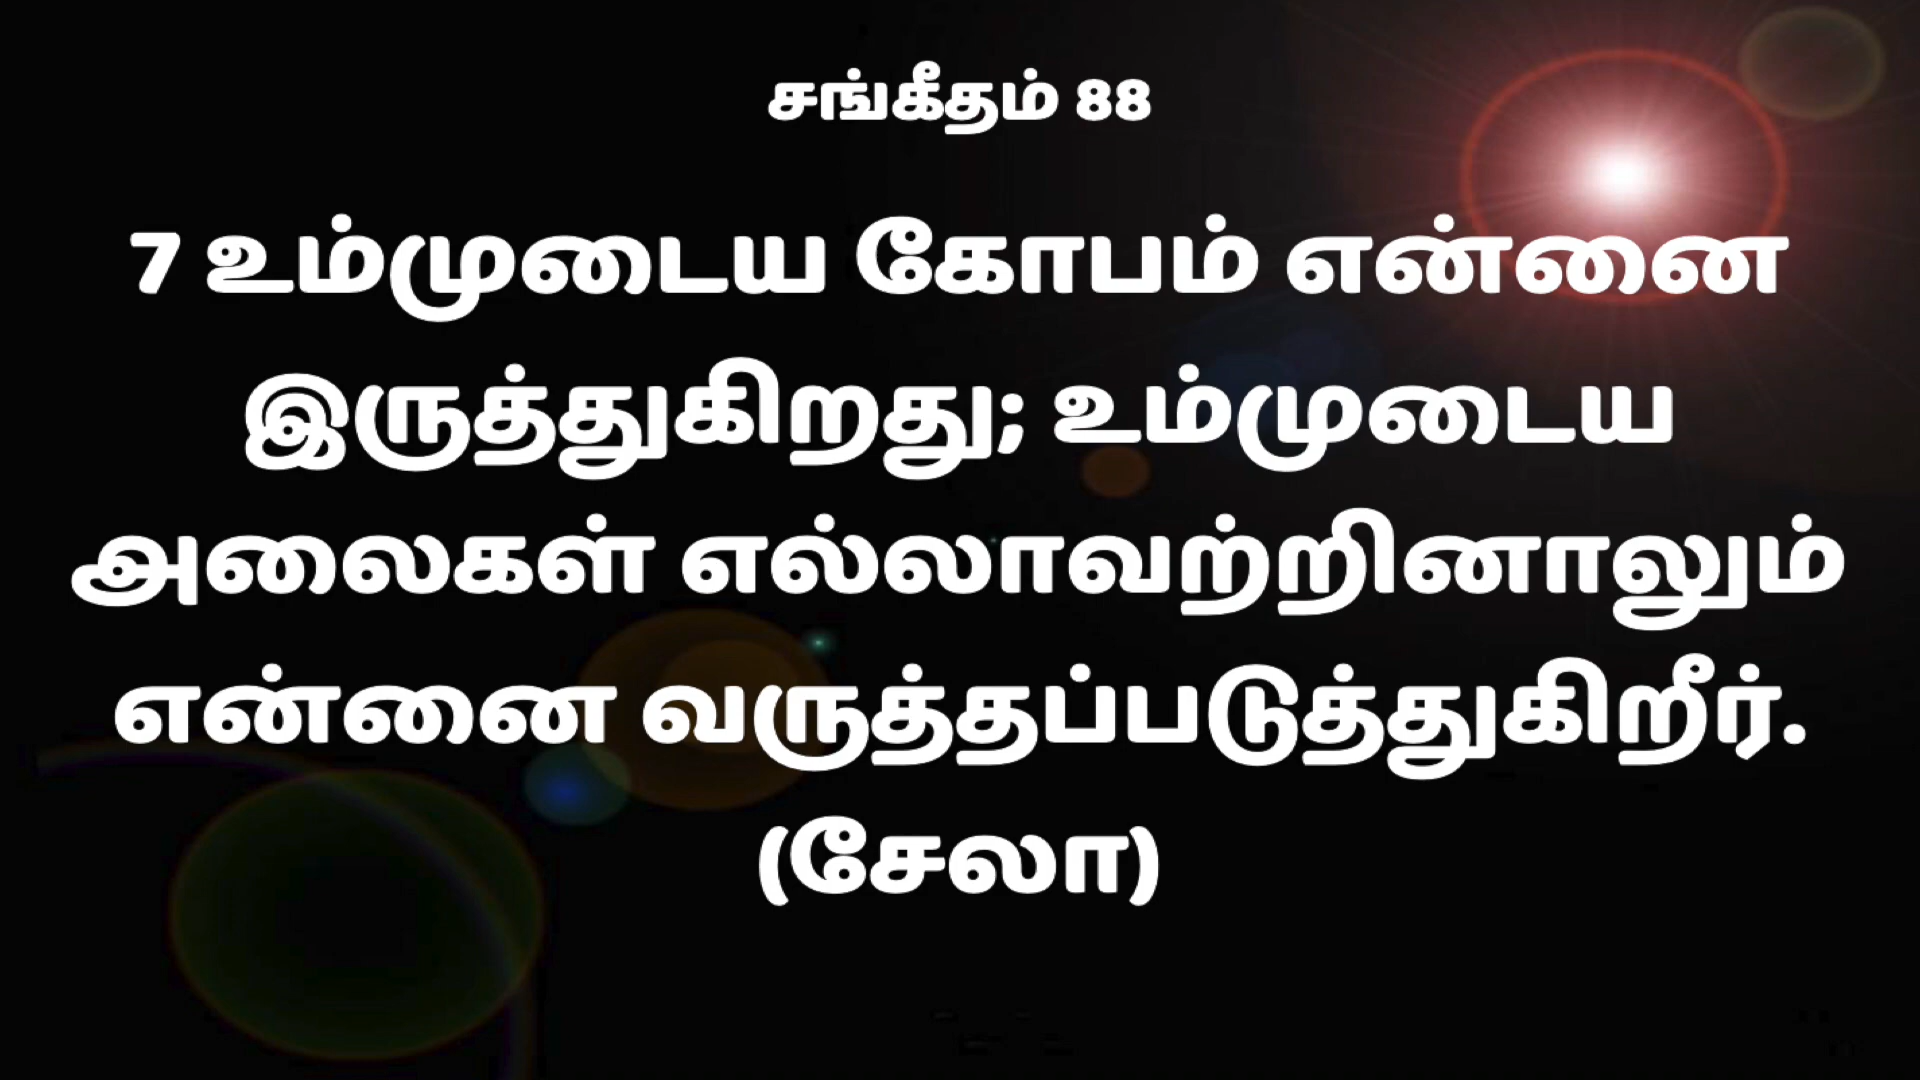 சங்கீதம் 88
7 உம்முடைய கோபம் என்னை
இருத்துகிறது; உம்முடைய
அலைகள் எல்லாவற்றினாலும்
என்னை வருத்தப்படுத்துகிறீர்.
(சேலா)